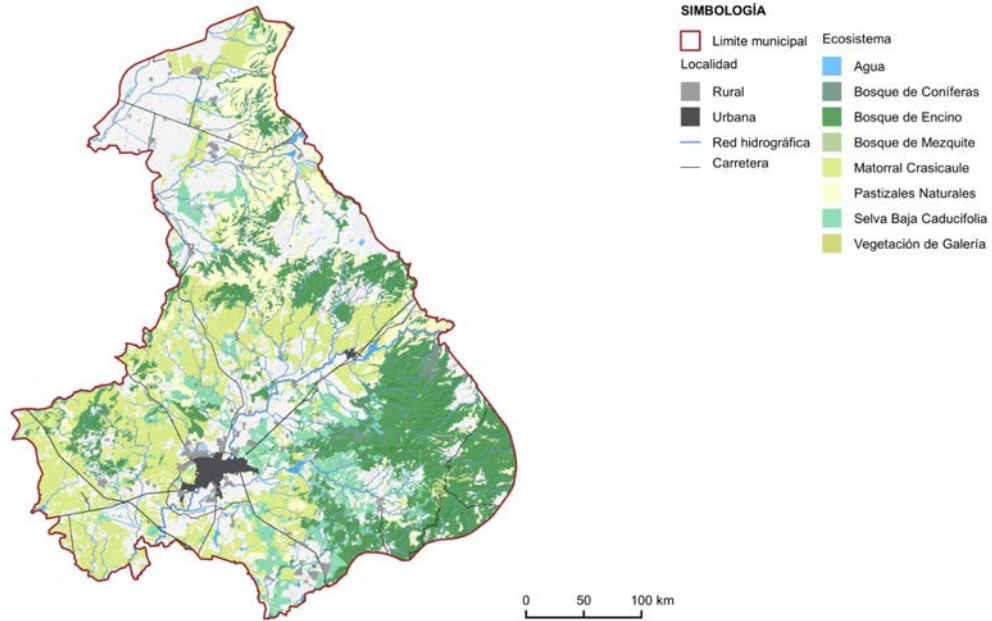 SIMBOLOGÍA
Limite municipal
Localidad
Rural
Urbana
Red hidrográfica
Carretera
Ecosistema
Agua
Bosque de Coníferas
Bosque de Encino
Bosque de Mezquite
Matorral Crasicaule
Pastizales Naturales
Selva Baja Caducifolia
Vegetación de Galería
0 50 100 km